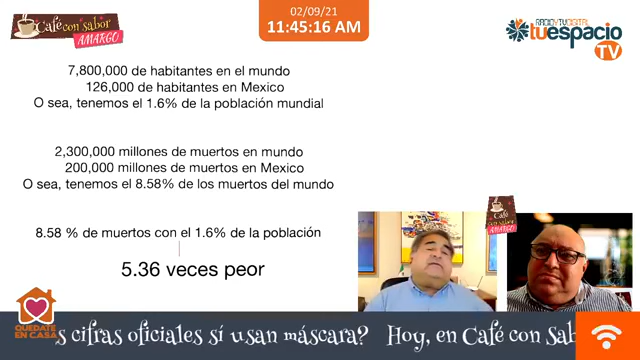 Café con sabor
AMARGO
02/09/21
11:45:16 AM
RADIO Y TV DIGITAL
tuespacio
TV
7,800,000 de habitantes en el mundo
126,000 de habitantes en Mexico
O sea, tenemos el 1.6% de la población mundial
2,300,000 millones de muertos en mundo
200,000 millones de muertos en Mexico
O sea, tenemos el 8.58% de los muertos del mundo
8.58 % de muertos con el 1.6% de la población
5.36 veces peor
Café
con sabor
AMARGO
QUEDATE
EN CASA
s cifras oficiales sí usan máscara? Hoy, en Café con Sab